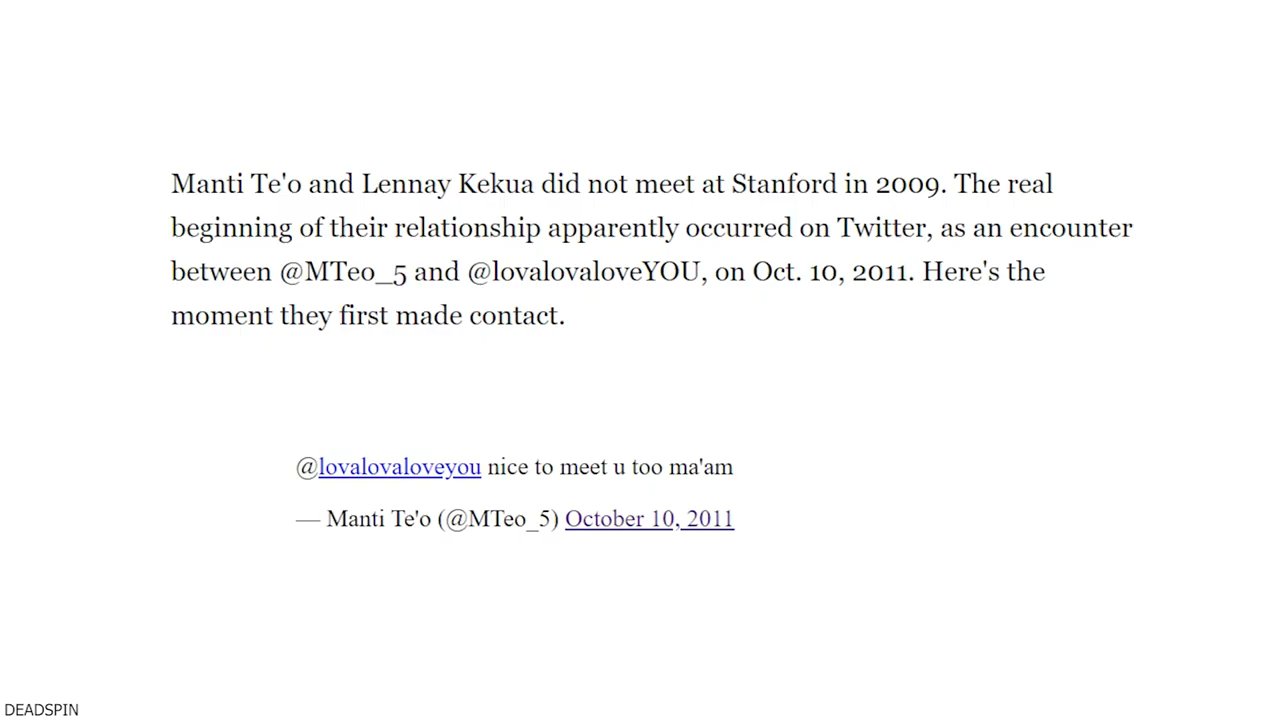 Manti Te'o and Lennay Kekua did not meet at Stanford in 2009. The real
beginning of their relationship apparently occurred on Twitter, as an encounter
between @MTeo_5 and @lovalovaloveYOU, on Oct. 10, 2011. Here's the
moment they first made contact.
@lovalovaloveyou nice to meet u too ma'am
— Manti Te'o (@MTeo_5) October 10, 2011
DEADSPIN